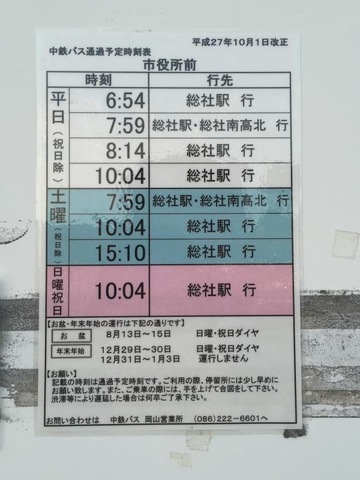 平成27年10月1日改正
中鉄バス通過予定時刻表
市役所前
時刻 行先
平日(祝日除)
6:54 総社駅 行
7:59 総社駅・総社南高北 行
8:14 総社駅 行
10:04 総社駅 行
土曜(祝日除)
7:59 総社駅・総社南高北 行
10:04 総社駅 行
15:10 総社駅 行
日曜祝日
10:04 総社駅 行
【お盆・年末年始の運行は下記の通りです】
お盆 8月13日～15日 日曜・祝日ダイヤ
年末年始 12月29日～30日 日曜・祝日ダイヤ
12月31日～1月3日 運行しません
【お願い】
記載の時刻は通過予定時刻です。ご利用の際、停留所には少し早めに
お願い致します。また、ご乗車の際には、手を上げて合図をして下さい。
渋滞等により遅延した場合は何卒ご了承下さい。
お問い合わせは 中鉄バス 岡山営業所 (086)222-6601へ